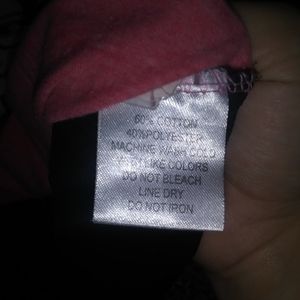 60% COTTON
40% POLYESTER
MACHINE WASH COLD
LIKE COLORS
DO NOT BLEACH
LINE DRY
DO NOT IRON